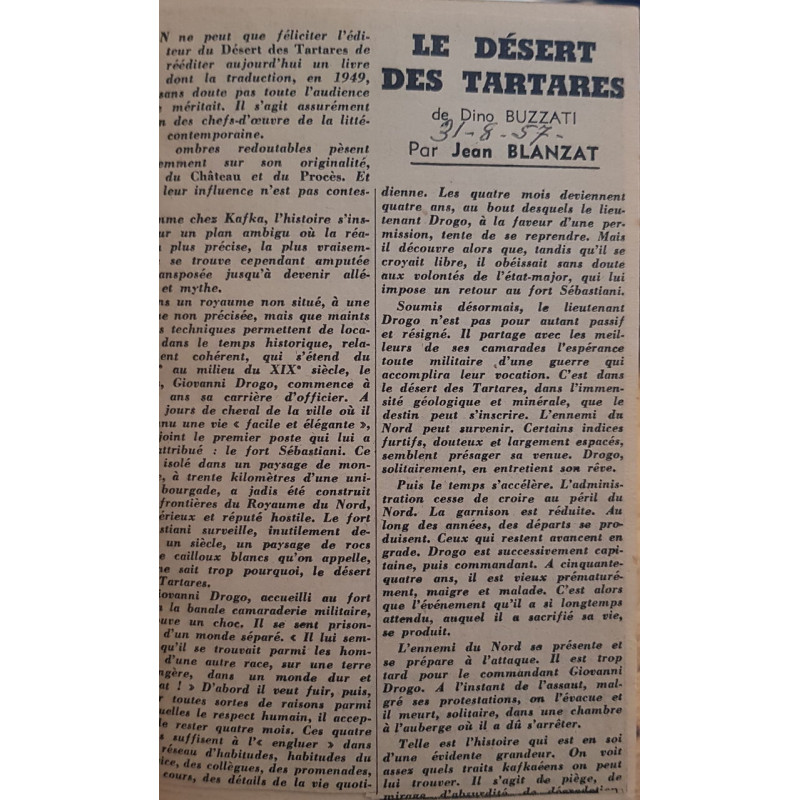 LE DÉSERT
DES TARTARES
de Dino BUZZATI
31-8-57-
Par Jean BLANZAT
N ne peut que féliciter l'édi-
teur du Désert des Tartares de
rééditer aujourd'hui un livre
dont la traduction, en 1949,
sans doute pas toute l'audience
méritait. Il s'agit assurément
n des chefs-d'œuvre de la litté-
contemporaine.
ombres redoutables pèsent
emment sur son originalité,
du Château et du Procès. Et
leur influence n'est pas contes-
mme chez Kafka, l'histoire s'ins-
ur un plan ambigu où la réa-
plus précise, la plus vraisem-
se trouve cependant amputée
ansposée jusqu'à devenir allé-
et mythe.
ns un royaume non situé, à une
e non précisée, mais que maints
s techniques permettent de loca-
dans le temps historique, rela-
ent cohérent, qui s'étend du
e au milieu du XIXe siècle, le
, Giovanni Drogo, commence à
ans sa carrière d'officier. A
jours de cheval de la ville où il
nu une vie « facile et élégante »,
joint le premier poste qui lui a
attribué : le fort Sébastiani. Ce
isolé dans un paysage de mon-
e, à trente kilomètres d'une uni-
bourgade, a jadis été construit
frontières du Royaume du Nord,
érieux et réputé hostile. Le fort
stiani surveille, inutilement de-
un siècle, un paysage de rocs
e cailloux blancs qu'on appelle,
ne sait trop pourquoi, le désert
Tartares.
iovanni Drogo, accueilli au fort
s la banale camaraderie militaire,
uve un choc. Il se sent prison-
d'un monde séparé. « Il lui sem-
qu'il se trouvait parmi les hom-
d'une autre race, sur une terre
ngère, dans un monde dur et
at ! » D'abord il veut fuir, puis,
r toutes sortes de raisons parmi
uelles le respect humain, il accep-
e rester quatre mois. Ces quatre
s suffisent à l'« engluer » dans
réseau d'habitudes, habitudes du
ice, des collègues, des promenades,
cours, des détails de la vie quoti-
dienne. Les quatre mois deviennent
quatre ans, au bout desquels le lieu-
tenant Drogo, à la faveur d'une per-
mission, tente de se reprendre. Mais
il découvre alors que, tandis qu'il se
croyait libre, il obéissait sans doute
aux volontés de l'état-major, qui lui
impose un retour au fort Sébastiani.
Soumis désormais, le lieutenant
Drogo n'est pas pour autant passif
et résigné. Il partage avec les meil-
leurs de ses camarades l'espérance
toute militaire d'une guerre qui
accomplira leur vocation. C'est dans
le désert des Tartares, dans l'immen-
sité géologique et minérale, que le
destin peut s'inscrire. L'ennemi du
Nord peut survenir. Certains indices
furtifs, douteux et largement espacés,
semblent présager sa venue. Drogo,
solitairement, en entretient son rêve.
Puis le temps s'accélère. L'adminis-
tration cesse de croire au péril du
Nord. La garnison est réduite. Au
long des années, des départs se pro-
duisent. Ceux qui restent avancent en
grade. Drogo est successivement capi-
taine, puis commandant. A cinquante-
quatre ans, il est vieux prématuré-
ment, maigre et malade. C'est alors
que l'événement qu'il a si longtemps
attendu, auquel il a sacrifié sa vie,
se produit.
L'ennemi du Nord se présente et
se prépare à l'attaque. Il est trop
tard pour le commandant Giovanni
Drogo. A l'instant de l'assaut, mal-
gré ses protestations, on l'évacue et
il meurt, solitaire, dans une chambre
à l'auberge où il a dû s'arrêter.
Telle est l'histoire qui est en soi
d'une évidente grandeur. On voit
assez quels traits kafkaéens on peut
lui trouver. Il s'agit de piège, de
mirage, d'absurdité, de dégradation;